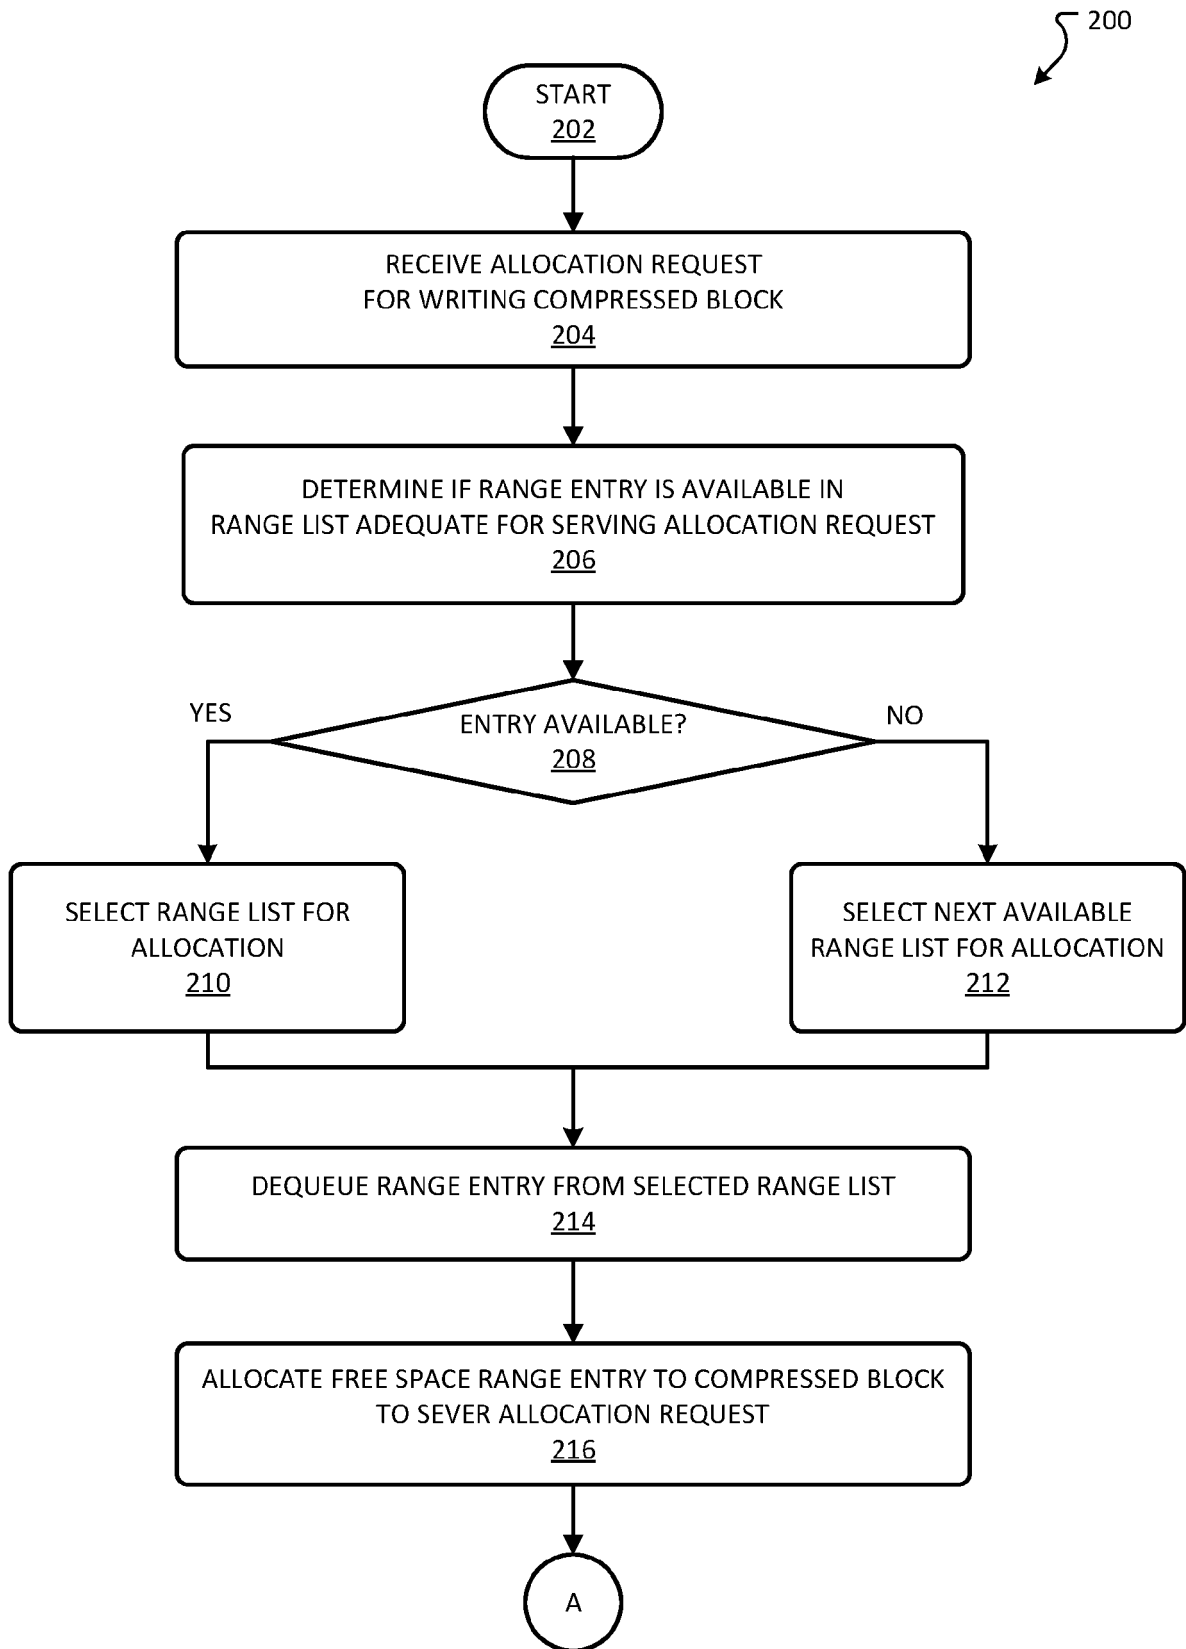 200
START
202
RECEIVE ALLOCATION REQUEST
FOR WRITING COMPRESSED BLOCK
204
DETERMINE IF RANGE ENTRY IS AVAILABLE IN
RANGE LIST ADEQUATE FOR SERVING ALLOCATION REQUEST
206
YES
ENTRY AVAILABLE?
208
NO
SELECT RANGE LIST FOR
ALLOCATION
210
SELECT NEXT AVAILABLE
RANGE LIST FOR ALLOCATION
212
DEQUEUE RANGE ENTRY FROM SELECTED RANGE LIST
214
ALLOCATE FREE SPACE RANGE ENTRY TO COMPRESSED BLOCK
TO SEVER ALLOCATION REQUEST
216
A